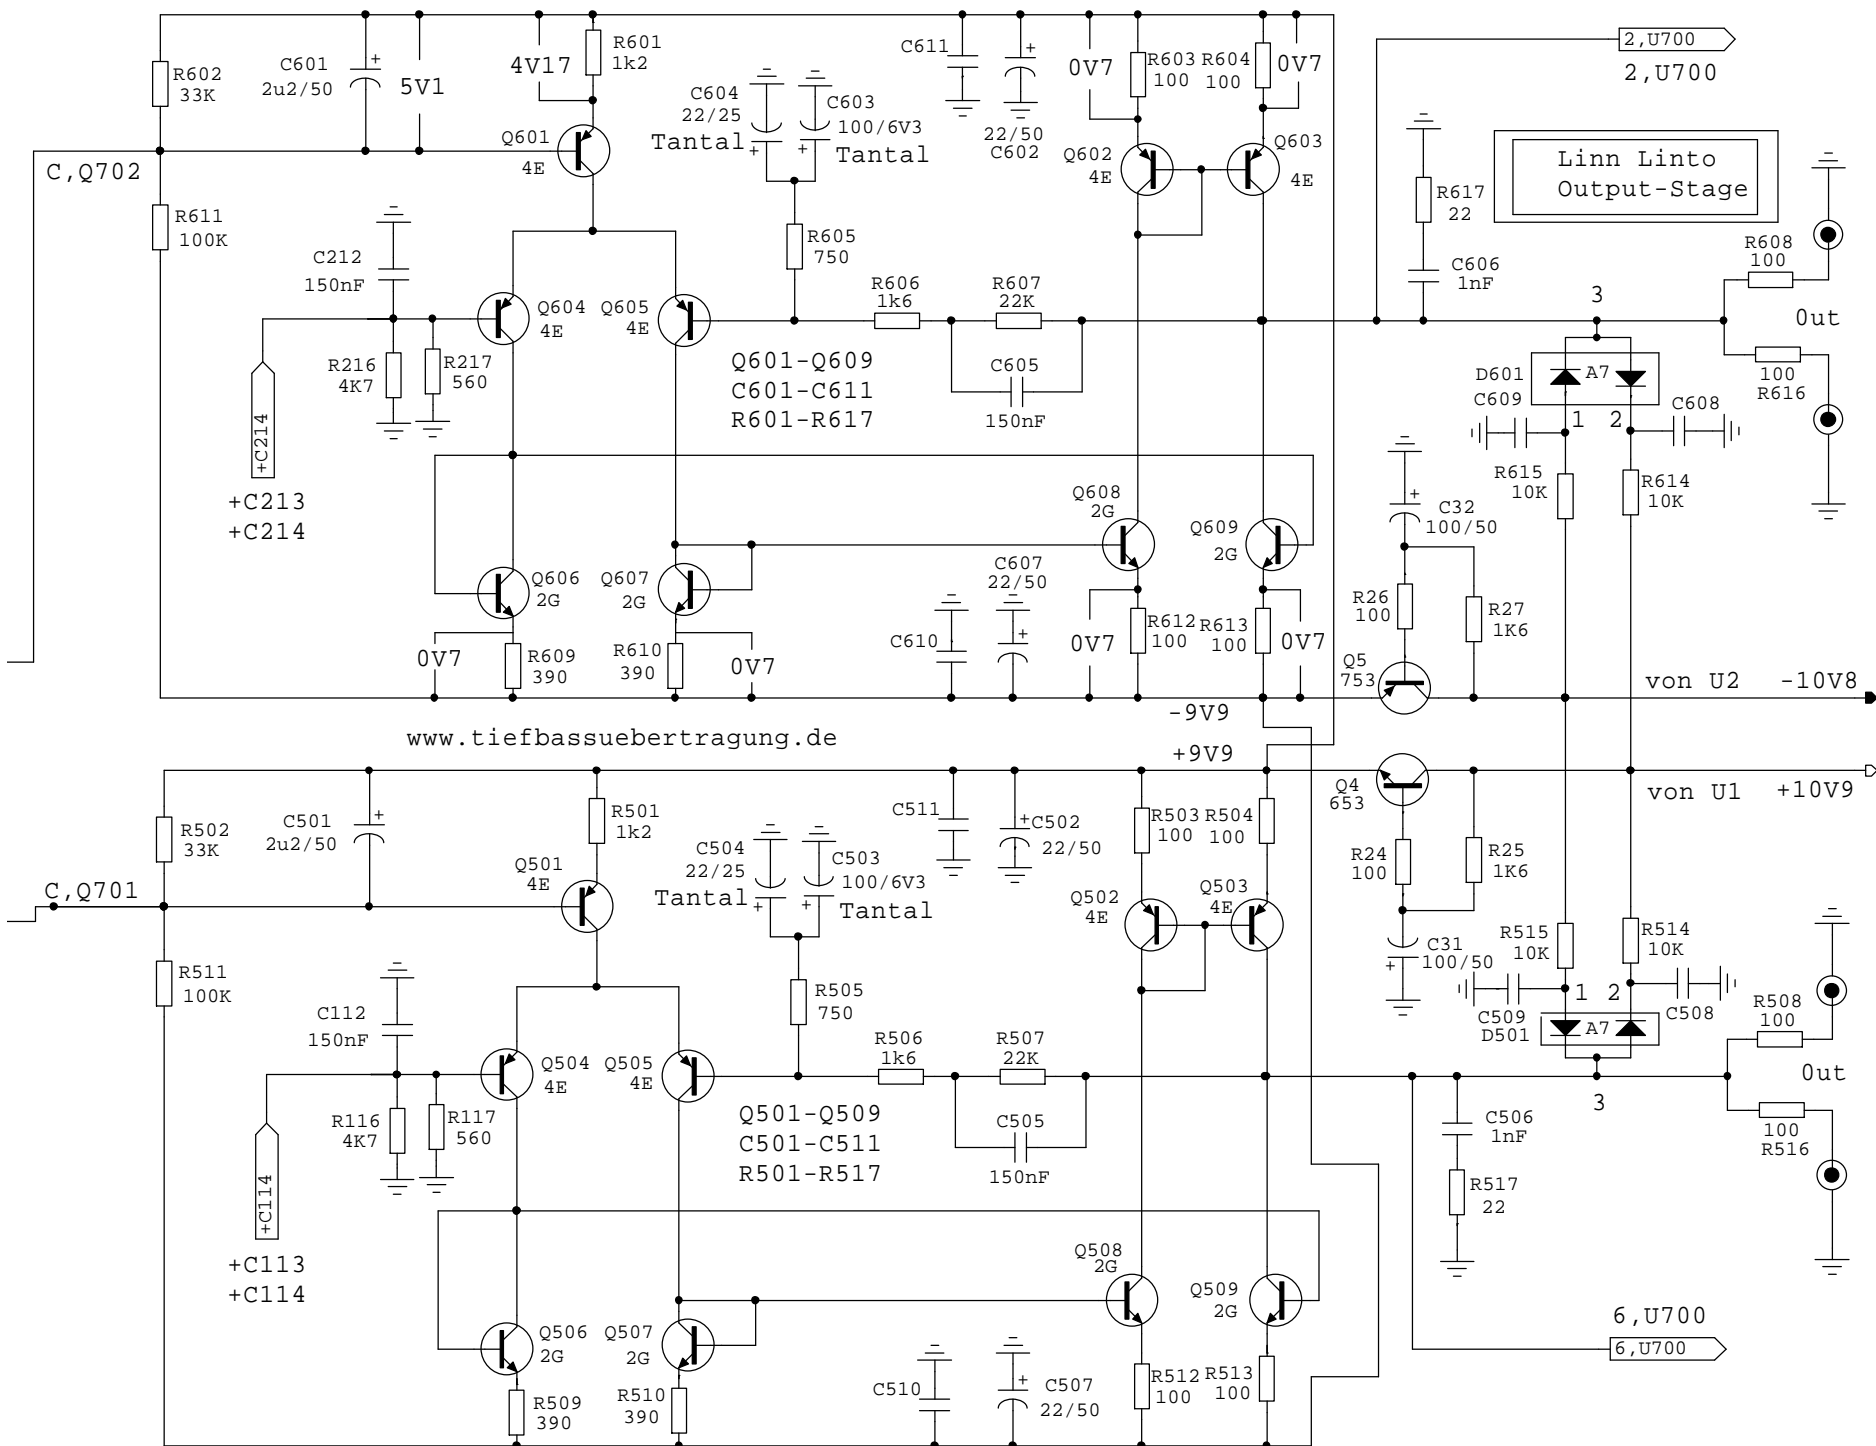 R602
33K
C601
2u2/50
+
5V1
4V17
R601
1k2
Q601
4E
C,Q702
R611
100K
C604
22/25
Tantal
+
C603
100/6V3
Tantal
+
C611
+
22/50
C602
0V7
R603
100
R604
100
0V7
Q602
4E
Q603
4E
2,U700
2,U700
Linn Linto
Output-Stage
R617
22
C606
1nF
R608
100
3
0ut
100
R616
C212
150nF
R605
750
R606
1k6
R607
22K
Q604
4E
Q605
4E
R216
4K7
R217
560
+C214
+C213
+C214
Q601-Q609
C601-C611
R601-R617
C605
150nF
D601
A7
C609
1
2
C608
R615
10K
R614
10K
+
C32
100/50
Q608
2G
Q609
2G
Q606
2G
Q607
2G
C607
22/50
+
C610
0V7
R609
390
R610
390
0V7
0V7
R612
100
R613
100
0V7
R26
100
R27
1K6
Q5
753
von U2
-10V8
-9V9
www.tiefbassuebertragung.de
+9V9
Q4
653
von U1
+10V9
R502
33K
C501
2u2/50
+
R501
1k2
Q501
4E
C,Q701
R511
100K
C504
22/25
Tantal
+
C503
100/6V3
Tantal
+
C511
+
C502
22/50
R503
100
R504
100
Q502
4E
Q503
4E
R24
100
R25
1K6
C31
100/50
+
R515
10K
R514
10K
1
2
C509
D501
A7
C508
R508
100
3
0ut
100
R516
C112
150nF
R505
750
R506
1k6
R507
22K
Q504
4E
Q505
4E
R116
4K7
R117
560
+C114
+C113
+C114
Q501-Q509
C501-C511
R501-R517
C505
150nF
C506
1nF
R517
22
Q508
2G
Q509
2G
Q506
2G
Q507
2G
6,U700
6,U700
R509
390
R510
390
C510
+
C507
22/50
R512
100
R513
100